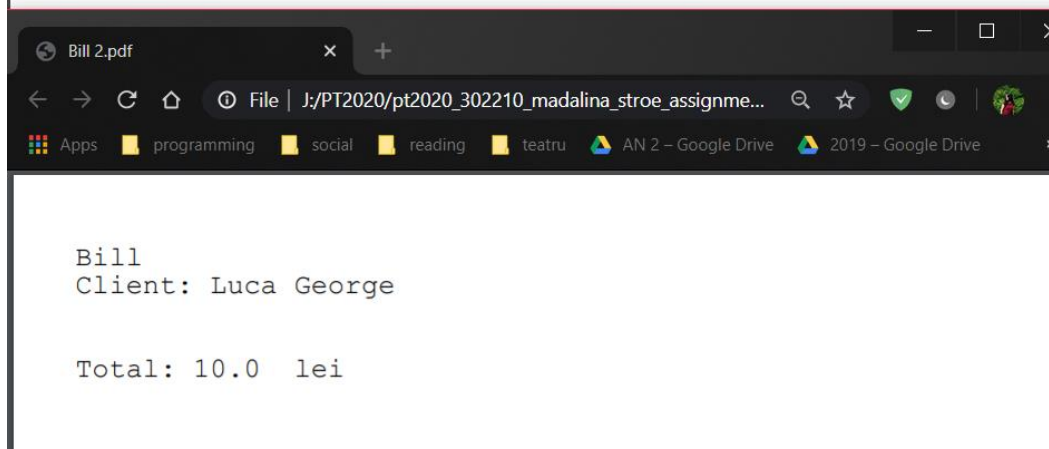 Bill 2.pdf
File | J:/PT2020/pt2020_302210_madalina_stroe_assignme...
Apps programming social reading teatru AN 2 – Google Drive 2019 – Google Drive
Bill
Client: Luca George
Total: 10.0 lei